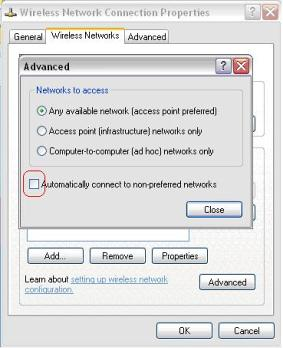 Wireless Network Connection Properties
General
Wireless Networks
Advanced
Advanced
Networks to access
Any available network (access point preferred)
Access point (infrastructure) networks only
Computer-to-computer (ad hoc) networks only
Automatically connect to non-preferred networks
Close
Add...
Remove
Properties
Learn about setting up wireless network
configuration.
Advanced
OK
Cancel